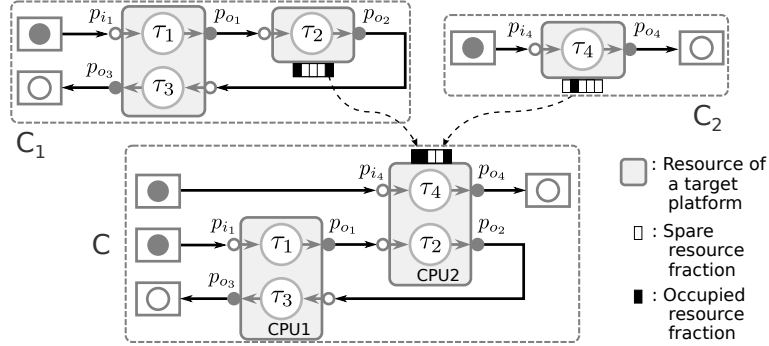 p_{i_1} τ_1 p_{o_1} τ_2 p_{o_2}
p_{o_3} τ_3
C_1
p_{i_4} τ_4 p_{o_4}
C_2
p_{i_4} τ_4 p_{o_4}
C
p_{i_1} τ_1 p_{o_1} τ_2 p_{o_2}
CPU2
p_{o_3} τ_3
CPU1
: Resource of
a target
platform
: Spare
resource
fraction
: Occupied
resource
fraction